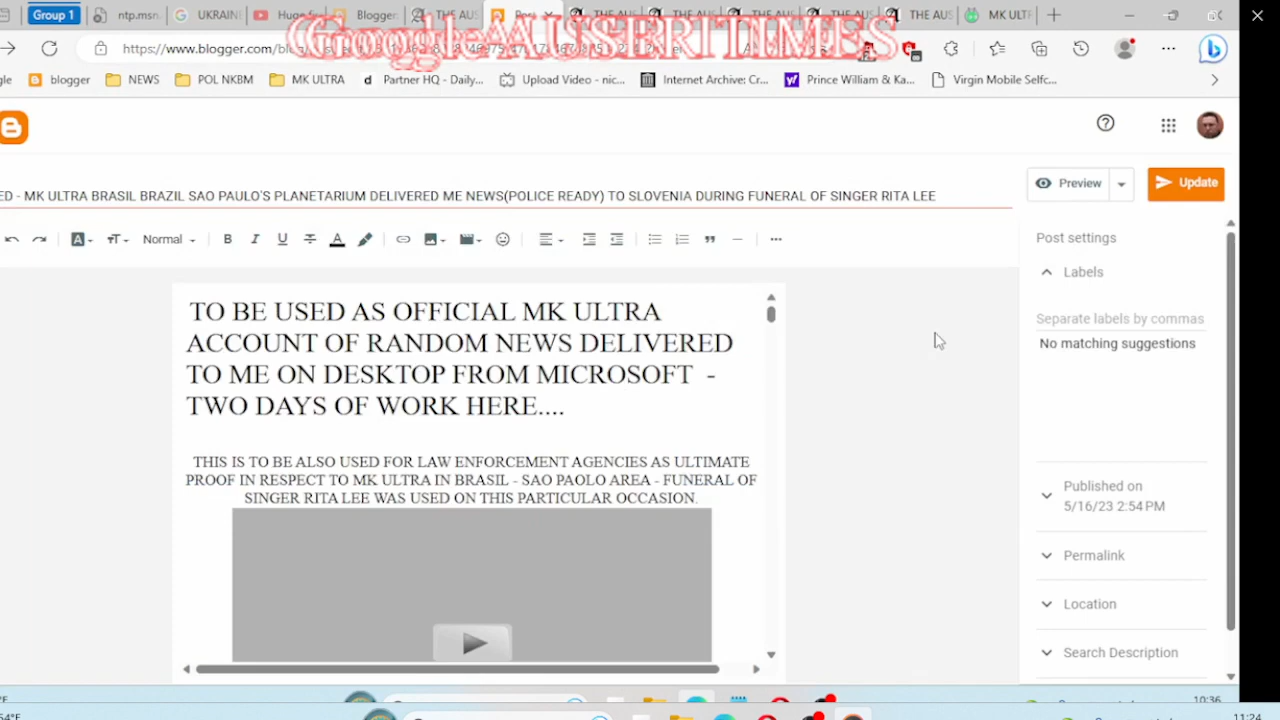 Group 1
ntp.msn.
UKRAINE
Blogger:
THE AUS
MK ULTR
https://www.blogger.com/
AUSER TIMES
blogger
NEWS
POL NKBM
MK ULTRA
Partner HQ - Daily...
Upload Video - nic...
Internet Archive: Cr...
Prince William & Ka...
Virgin Mobile Selfc...
ED - MK ULTRA BRASIL BRAZIL SAO PAULO'S PLANETARIUM DELIVERED ME NEWS(POLICE READY) TO SLOVENIA DURING FUNERAL OF SINGER RITA LEE
Preview
Update
Normal
B I U
Post settings
Labels
Separate labels by commas
No matching suggestions
TO BE USED AS OFFICIAL MK ULTRA
ACCOUNT OF RANDOM NEWS DELIVERED
TO ME ON DESKTOP FROM MICROSOFT -
TWO DAYS OF WORK HERE....
THIS IS TO BE ALSO USED FOR LAW ENFORCEMENT AGENCIES AS ULTIMATE
PROOF IN RESPECT TO MK ULTRA IN BRASIL - SAO PAOLO AREA - FUNERAL OF
SINGER RITA LEE WAS USED ON THIS PARTICULAR OCCASION.
Published on
5/16/23 2:54 PM
Permalink
Location
Search Description
10:36
11:24